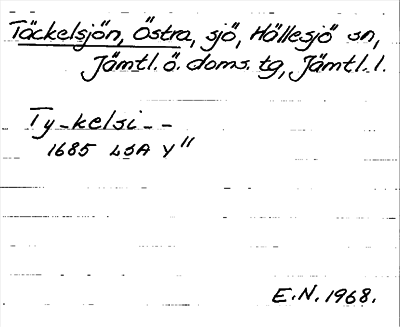 Täckelsjön, Östra, sjö, Hällesjö sn,
Jämtl. ö. doms. tg, Jämtl. l.
Ty-kelsi--
1685 LSA Y"
E.N. 1968.